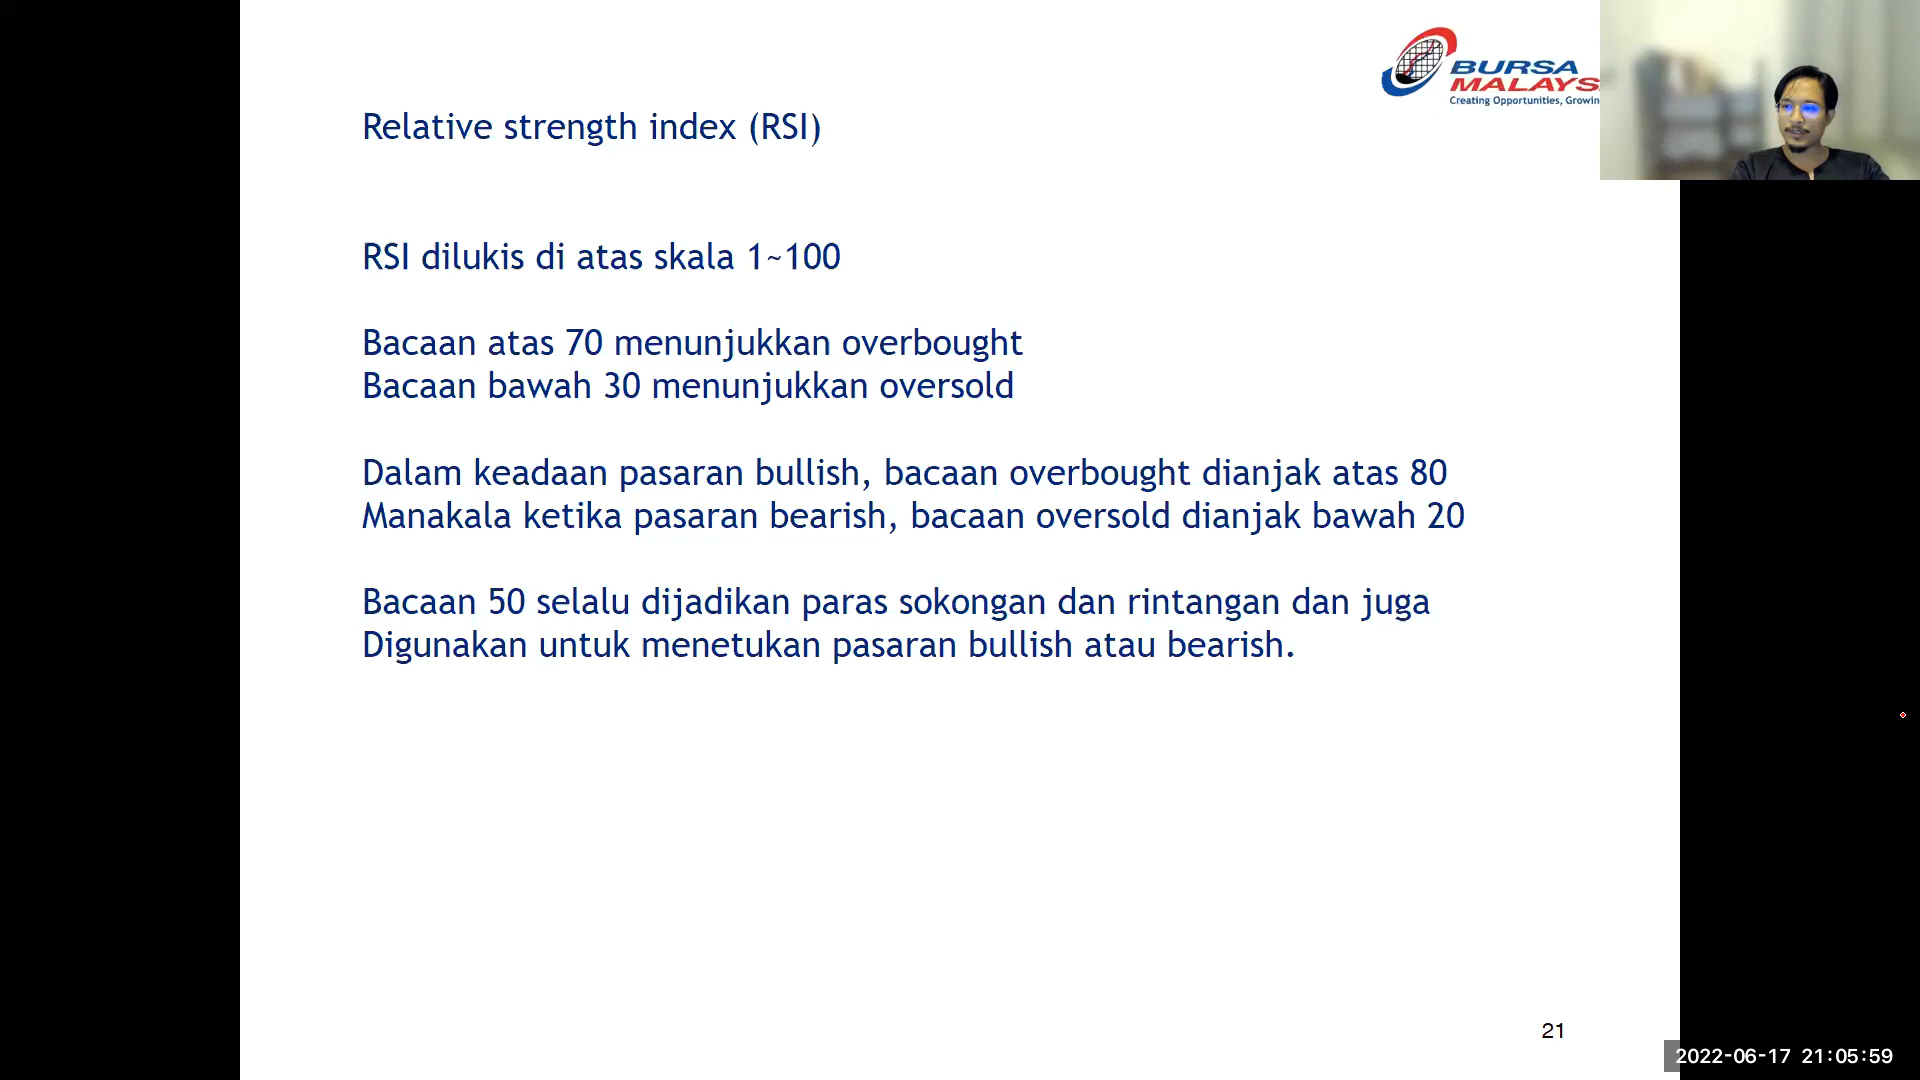 BURSA
MALAYS
Creating Opportunities, Growin
Relative strength index (RSI)
RSI dilukis di atas skala 1~100
Bacaan atas 70 menunjukkan overbought
Bacaan bawah 30 menunjukkan oversold
Dalam keadaan pasaran bullish, bacaan overbought dianjak atas 80
Manakala ketika pasaran bearish, bacaan oversold dianjak bawah 20
Bacaan 50 selalu dijadikan paras sokongan dan rintangan dan juga
Digunakan untuk menetukan pasaran bullish atau bearish.
21
2022-06-17 21:05:59